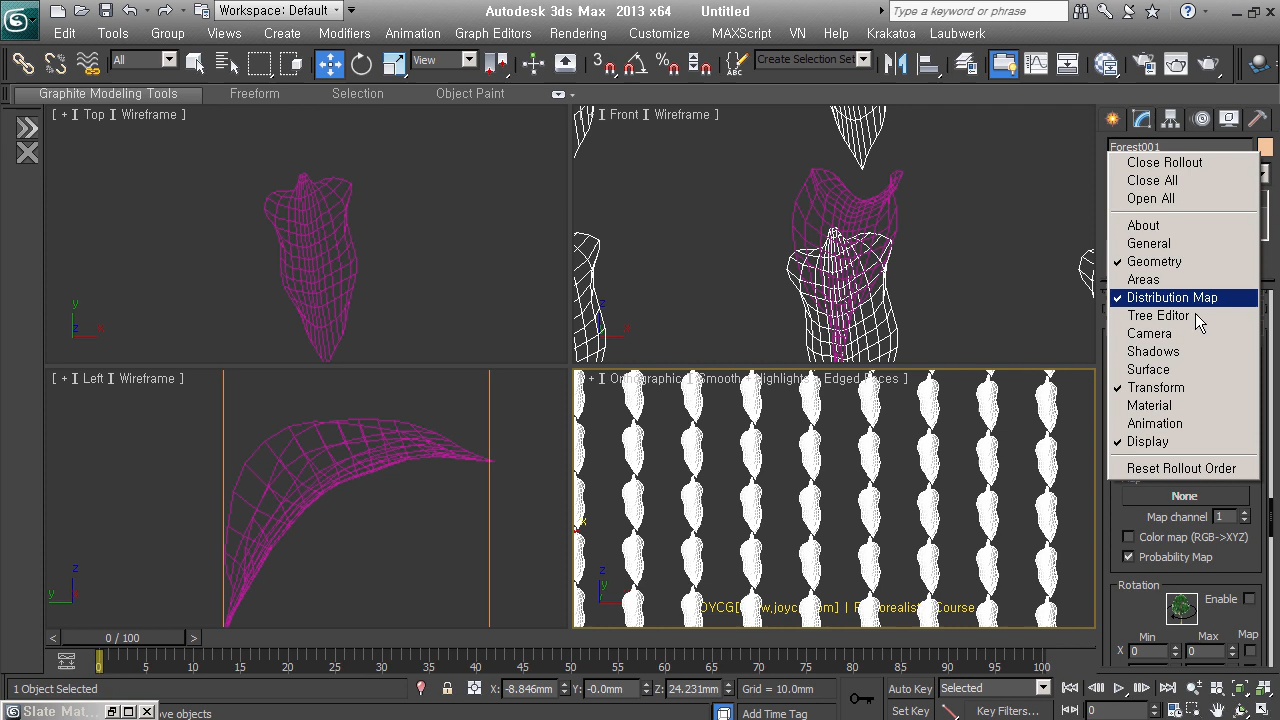 Workspace: Default
Autodesk 3ds Max 2013 x64 Untitled
Type a keyword or phrase
Edit Tools Group Views Create Modifiers Animation Graph Editors Rendering Customize MAXScript VN Help Krakatoa Laubwerk
All
View
3
Create Selection Set
Graphite Modeling Tools Freeform Selection Object Paint
[ + ] Top ] Wireframe ]
[ + ] Front ] Wireframe ]
Forest001
Close Rollout
Close All
Open All
About
General
Geometry
Areas
Distribution Map
Tree Editor
Camera
Shadows
Surface
Transform
Material
Animation
Display
Reset Rollout Order
y
z
x
z
x
[ + ] Left ] Wireframe ]
z
y
x
z
y
None
Map channel 1
Color map (RGB->XYZ)
Probability Map
Rotation
Enable
Min Max Map
X 0 0
< 0 / 100 >
0 5 10 15 20 25 30 35 40 45 50 55 60 65 70 75 80 85 90 95 100
1 Object Selected
X: -8.846mm Y: -0.0mm Z: 24.231mm Grid = 10.0mm
Auto Key Selected
Set Key Key Filters... 0
Slate Mat...
Add Time Tag